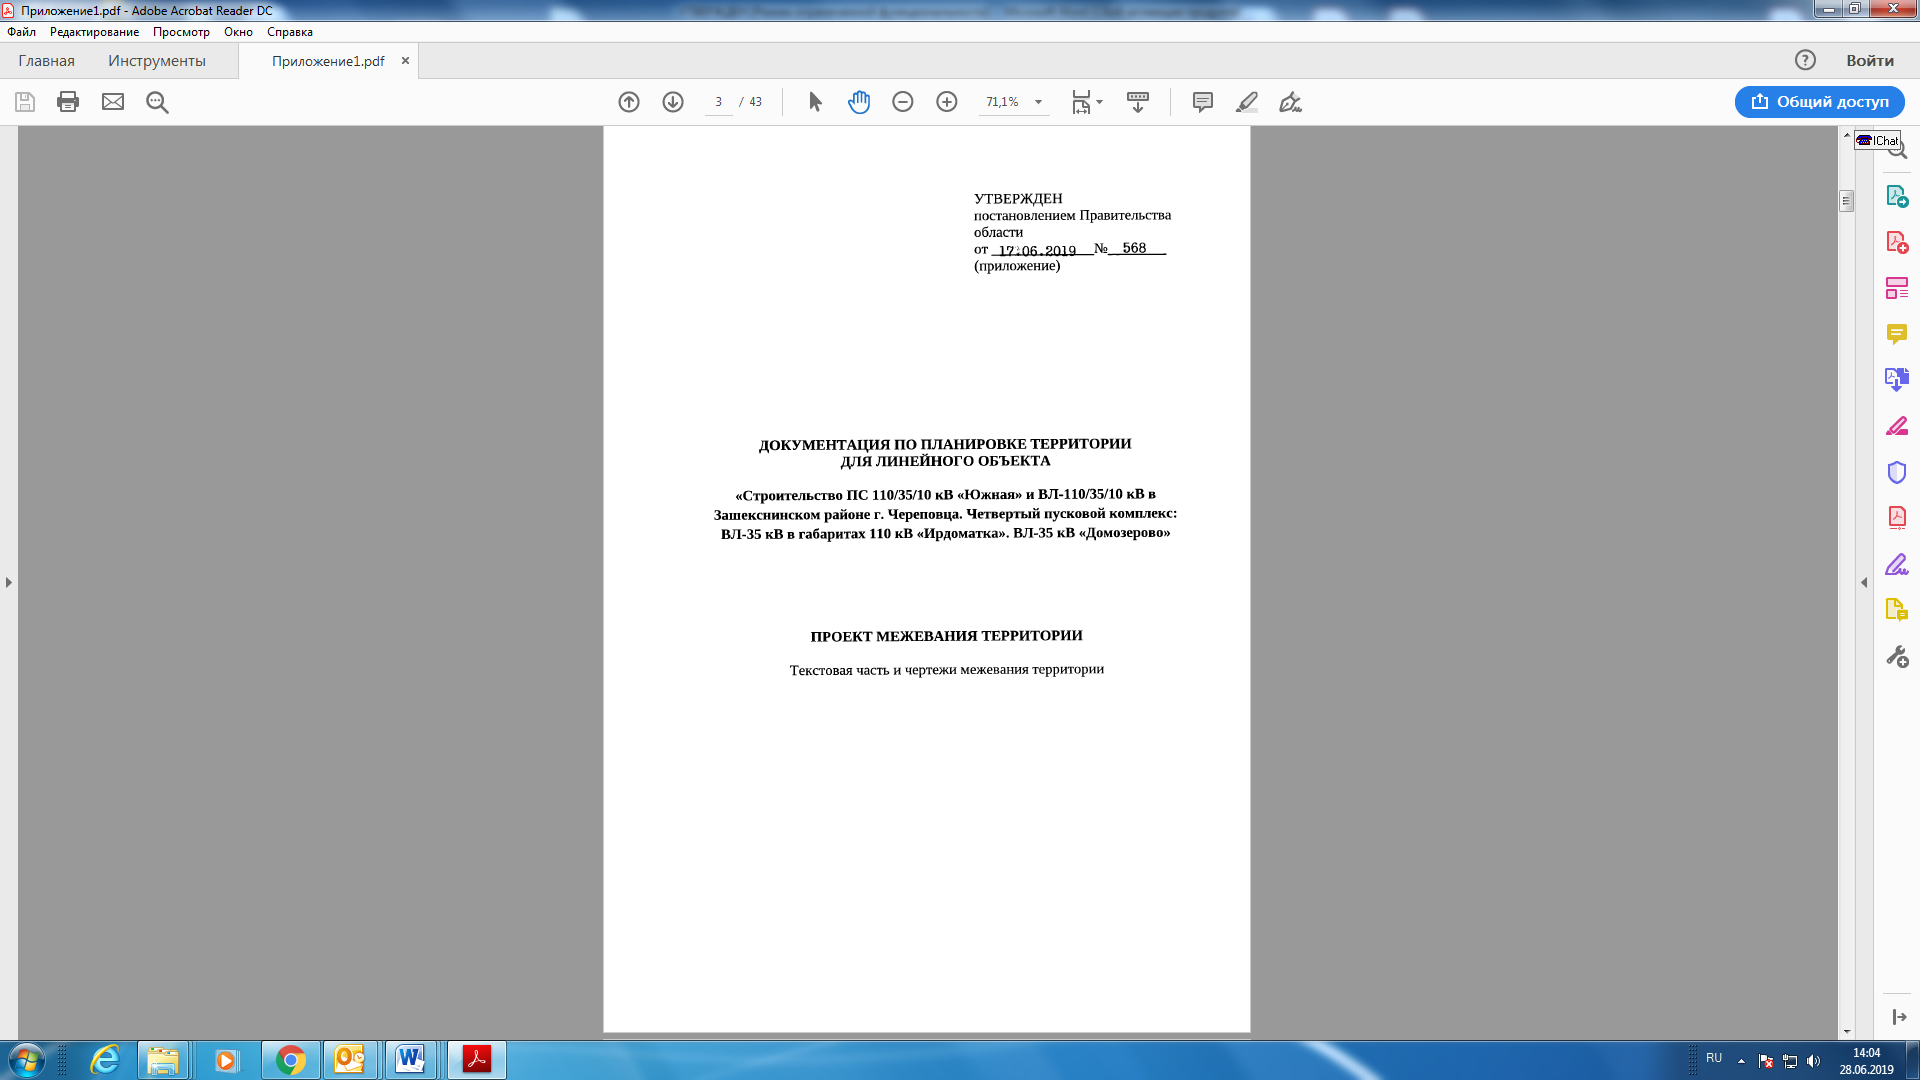 Приложение1.pdf - Adobe Acrobat Reader DC
Файл Редактирование Просмотр Окно Справка
Главная Инструменты Приложение1.pdf × Войти
3 / 43 71,1% Общий доступ
IChat
УТВЕРЖДЕН
постановлением Правительства
области
от 17.06.2019 № 568
(приложение)
ДОКУМЕНТАЦИЯ ПО ПЛАНИРОВКЕ ТЕРРИТОРИИ
ДЛЯ ЛИНЕЙНОГО ОБЪЕКТА
«Строительство ПС 110/35/10 кВ «Южная» и ВЛ-110/35/10 кВ в
Зашекснинском районе г. Череповца. Четвертый пусковой комплекс:
ВЛ-35 кВ в габаритах 110 кВ «Ирдоматка». ВЛ-35 кВ «Домозерово»
ПРОЕКТ МЕЖЕВАНИЯ ТЕРРИТОРИИ
Текстовая часть и чертежи межевания территории
RU
14:04
28.06.2019